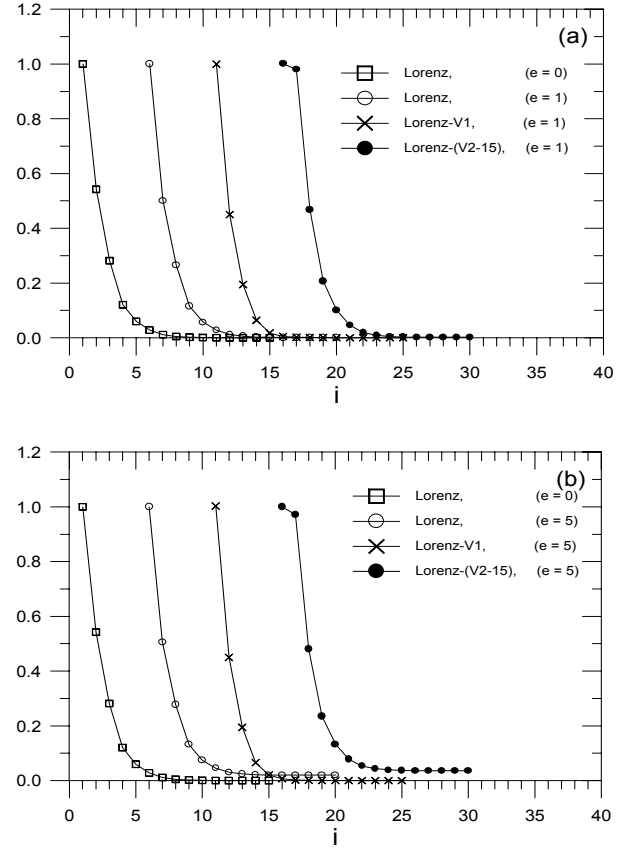 1.2
(a)
1.0
0.8
0.6
0.4
0.2
0.0
Lorenz, (e = 0)
Lorenz, (e = 1)
Lorenz-V1, (e = 1)
Lorenz-(V2-15), (e = 1)
0 5 10 15 20 25 30 35 40
i
1.2
(b)
1.0
0.8
0.6
0.4
0.2
0.0
Lorenz, (e = 0)
Lorenz, (e = 5)
Lorenz-V1, (e = 5)
Lorenz-(V2-15), (e = 5)
0 5 10 15 20 25 30 35 40
i